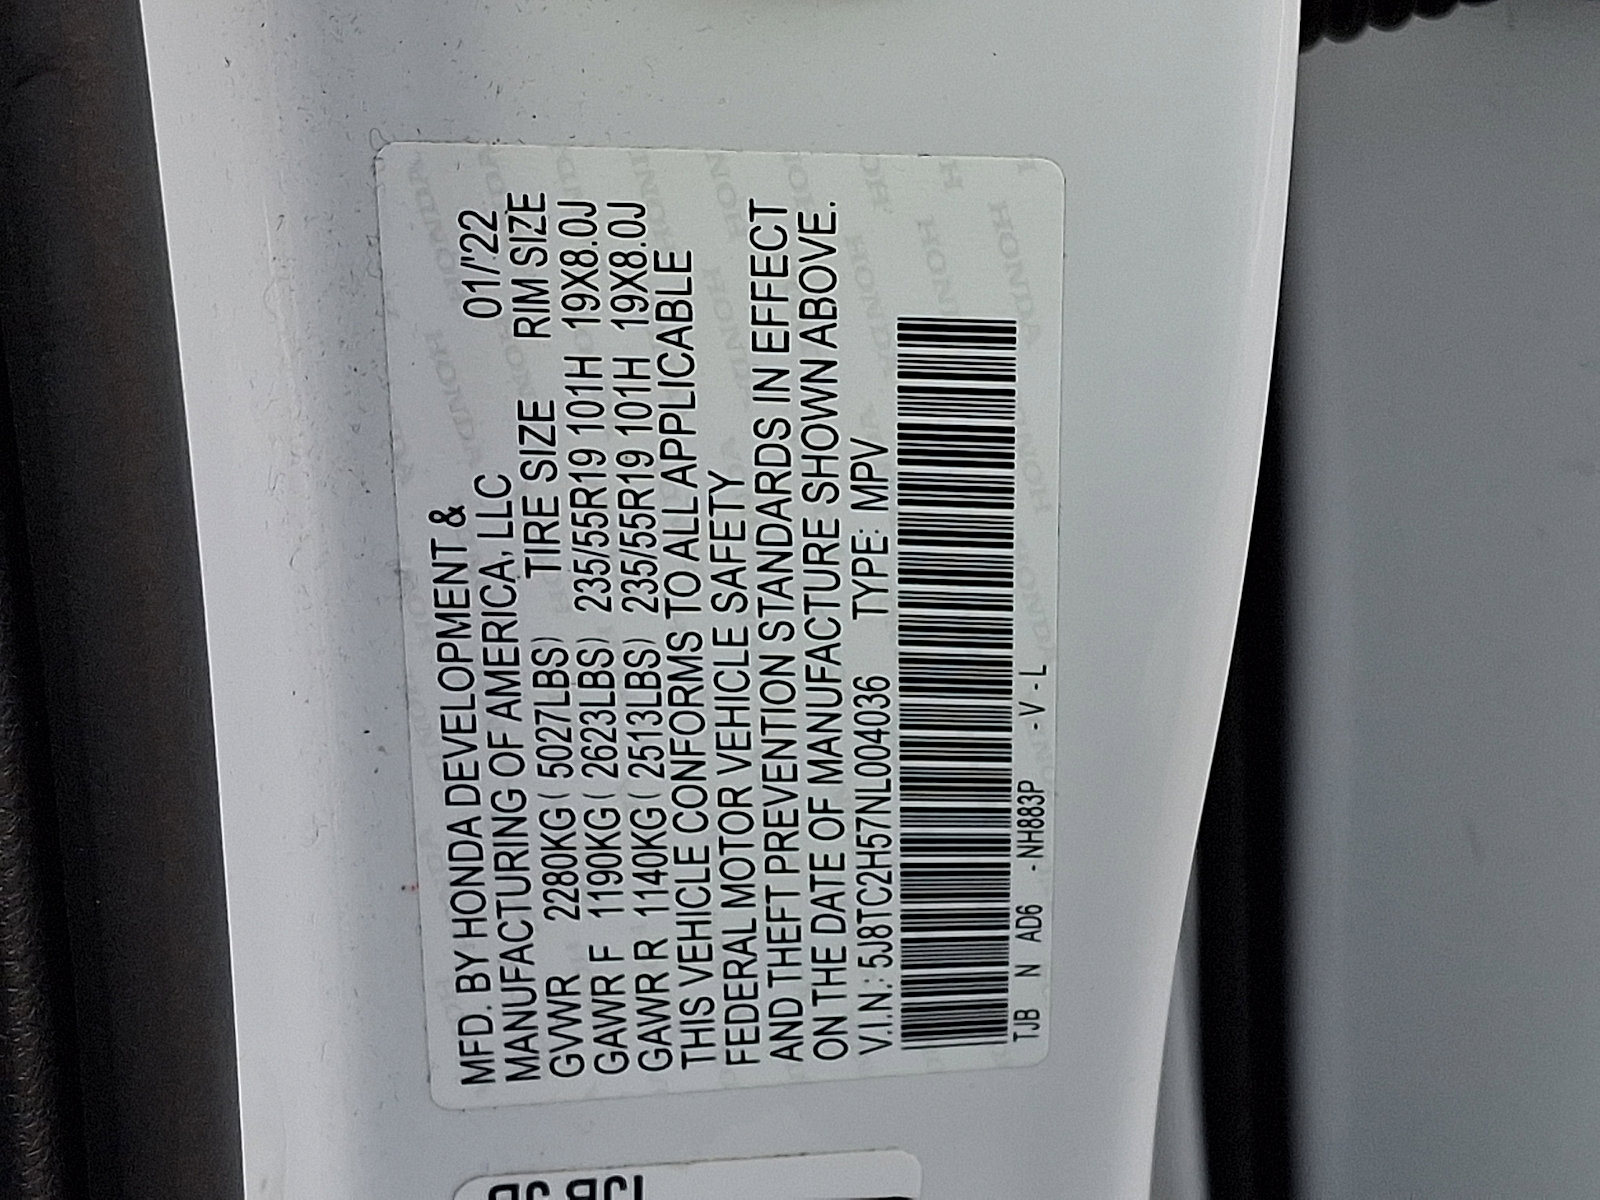 MFD. BY HONDA DEVELOPMENT &
MANUFACTURING OF AMERICA, LLC 01/'22
GVWR 2280KG ( 5027LBS) TIRE SIZE RIM SIZE
GAWR F 1190KG ( 2623LBS) 235/55R19 101H 19X8.0J
GAWR R 1140KG ( 2513LBS) 235/55R19 101H 19X8.0J
THIS VEHICLE CONFORMS TO ALL APPLICABLE
FEDERAL MOTOR VEHICLE SAFETY
AND THEFT PREVENTION STANDARDS IN EFFECT
ON THE DATE OF MANUFACTURE SHOWN ABOVE.
V.I.N.: 5J8TC2H57NL004036 TYPE: MPV
TJB N AD6 - NH883P - V - L